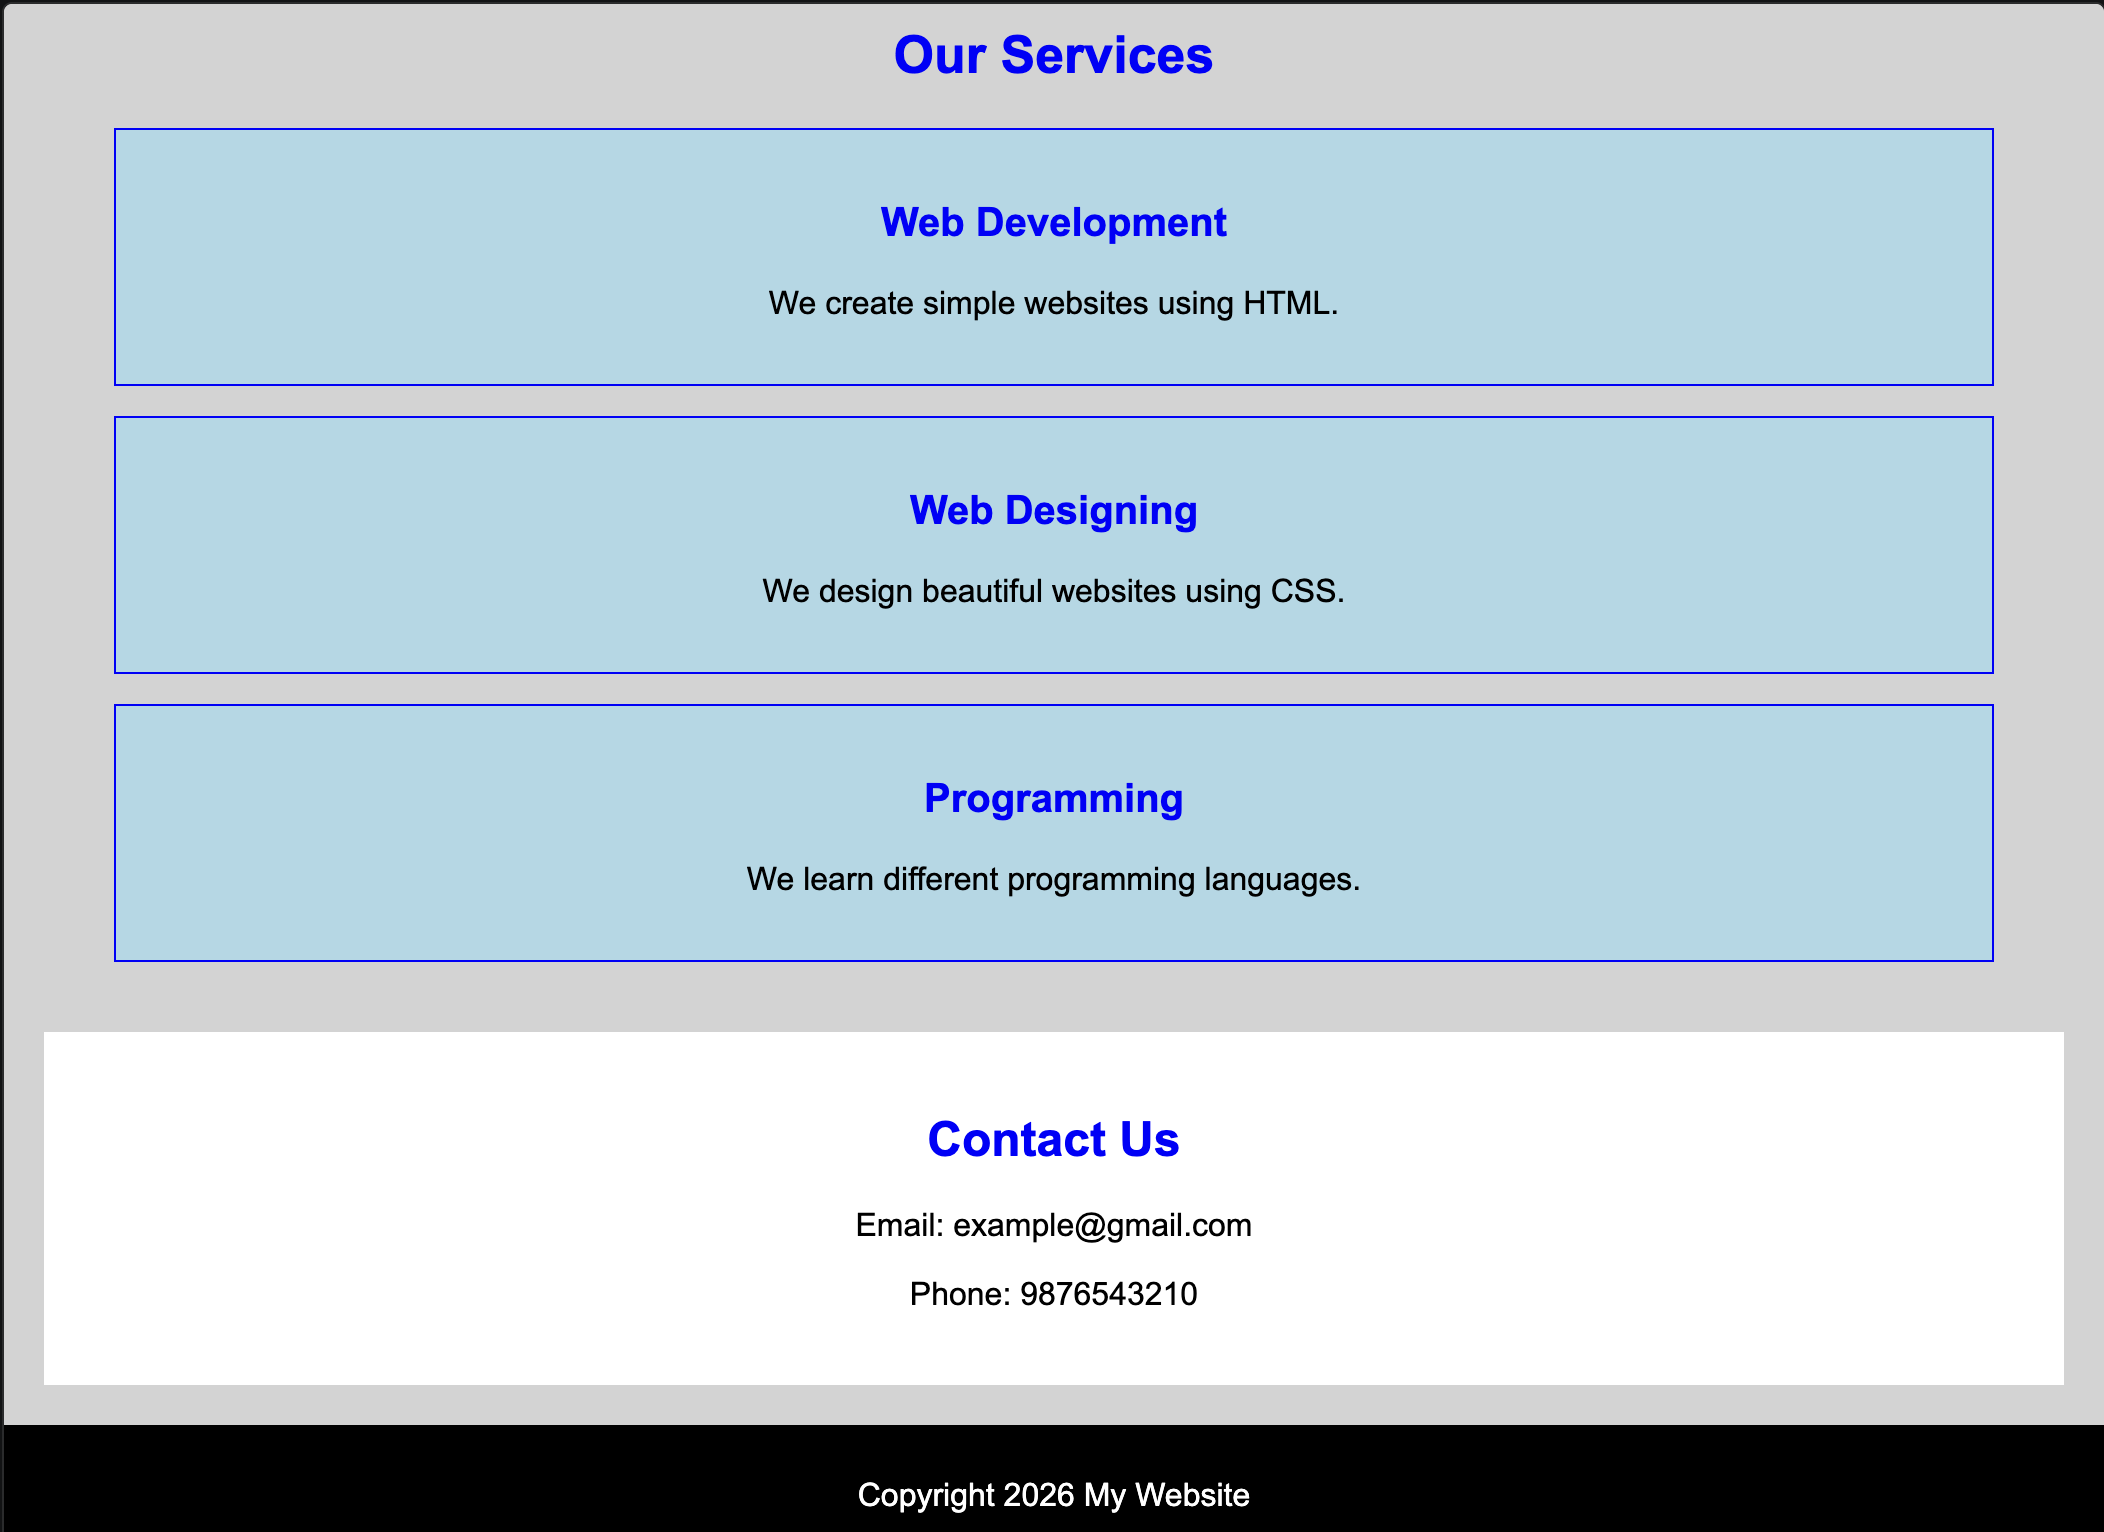 Our Services
Web Development
We create simple websites using HTML.
Web Designing
We design beautiful websites using CSS.
Programming
We learn different programming languages.
Contact Us
Email: example@gmail.com
Phone: 9876543210
Copyright 2026 My Website